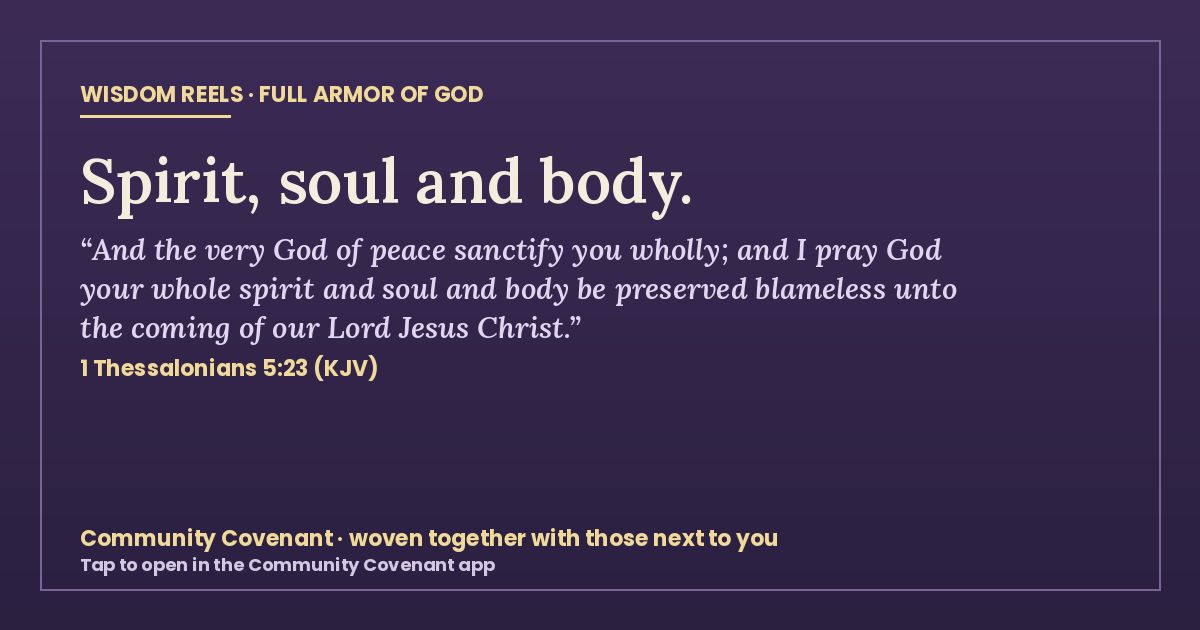 WISDOM REELS · FULL ARMOR OF GOD
Spirit, soul and body.
“And the very God of peace sanctify you wholly; and I pray God
your whole spirit and soul and body be preserved blameless unto
the coming of our Lord Jesus Christ.”
1 Thessalonians 5:23 (KJV)
Community Covenant · woven together with those next to you
Tap to open in the Community Covenant app